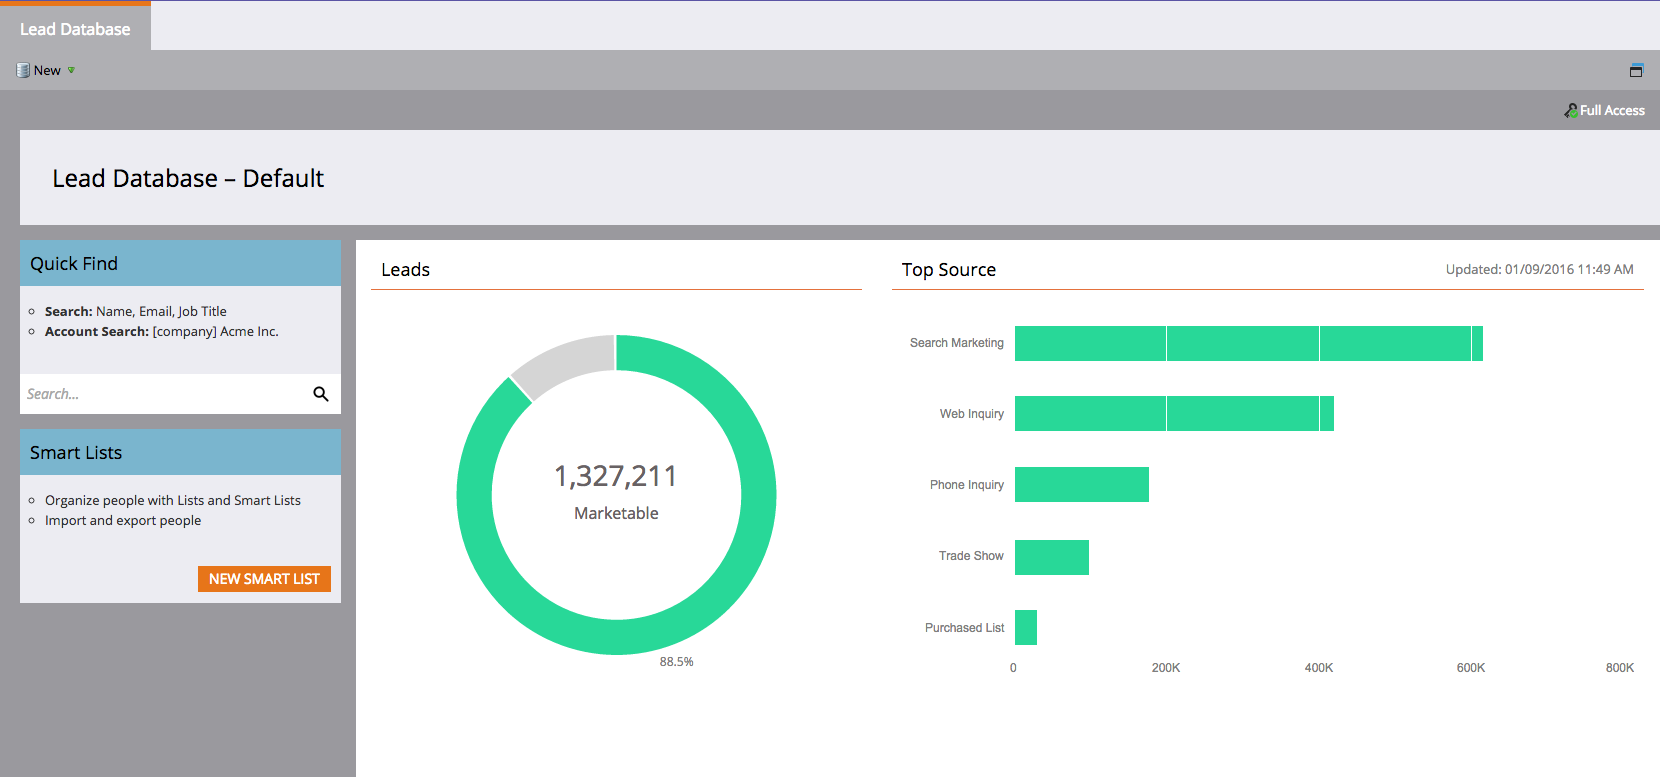 Lead Database
New
Full Access
Lead Database – Default
Quick Find
Search: Name, Email, Job Title
Account Search: [company] Acme Inc.
Search...
Smart Lists
Organize people with Lists and Smart Lists
Import and export people
NEW SMART LIST
Leads
1,327,211
Marketable
88.5%
Top Source
Updated: 01/09/2016 11:49 AM
Search Marketing
Web Inquiry
Phone Inquiry
Trade Show
Purchased List
0 200K 400K 600K 800K